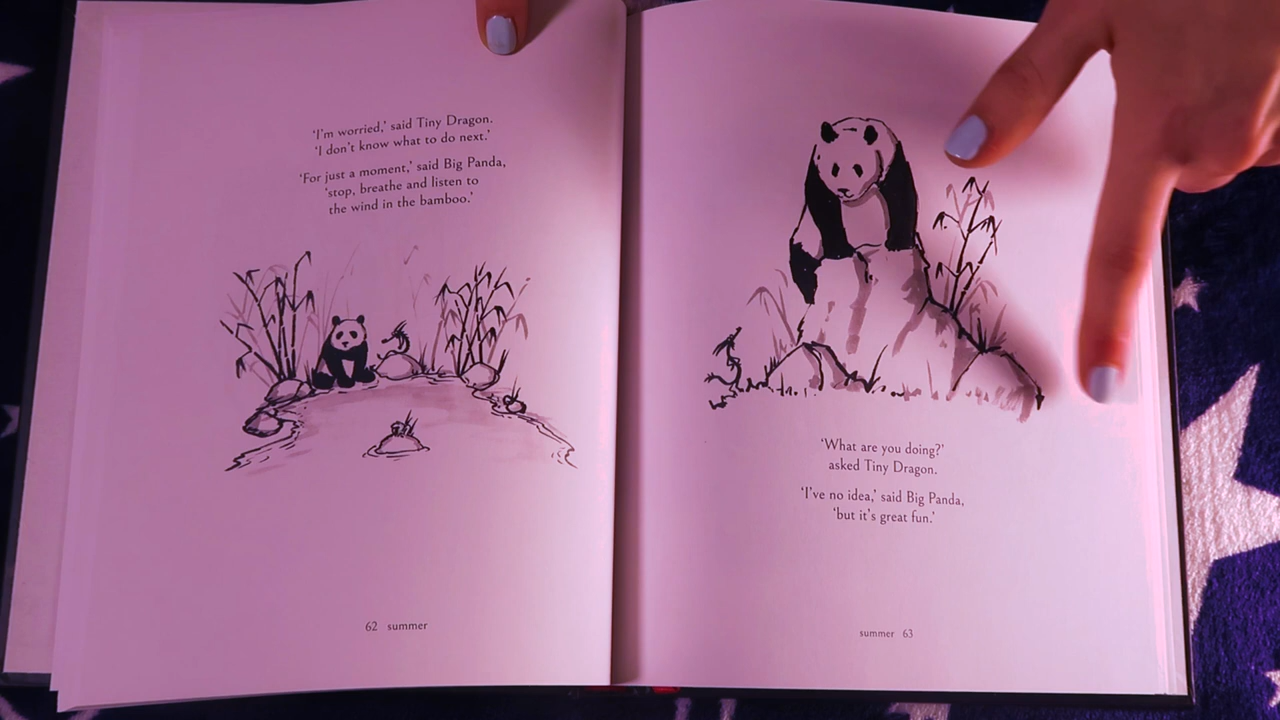 ‘I’m worried,’ said Tiny Dragon.
‘I don’t know what to do next.’
‘For just a moment,’ said Big Panda,
‘stop, breathe and listen to
the wind in the bamboo.’
62 summer
‘What are you doing?’
asked Tiny Dragon.
‘I’ve no idea,’ said Big Panda,
‘but it’s great fun.’
summer 63